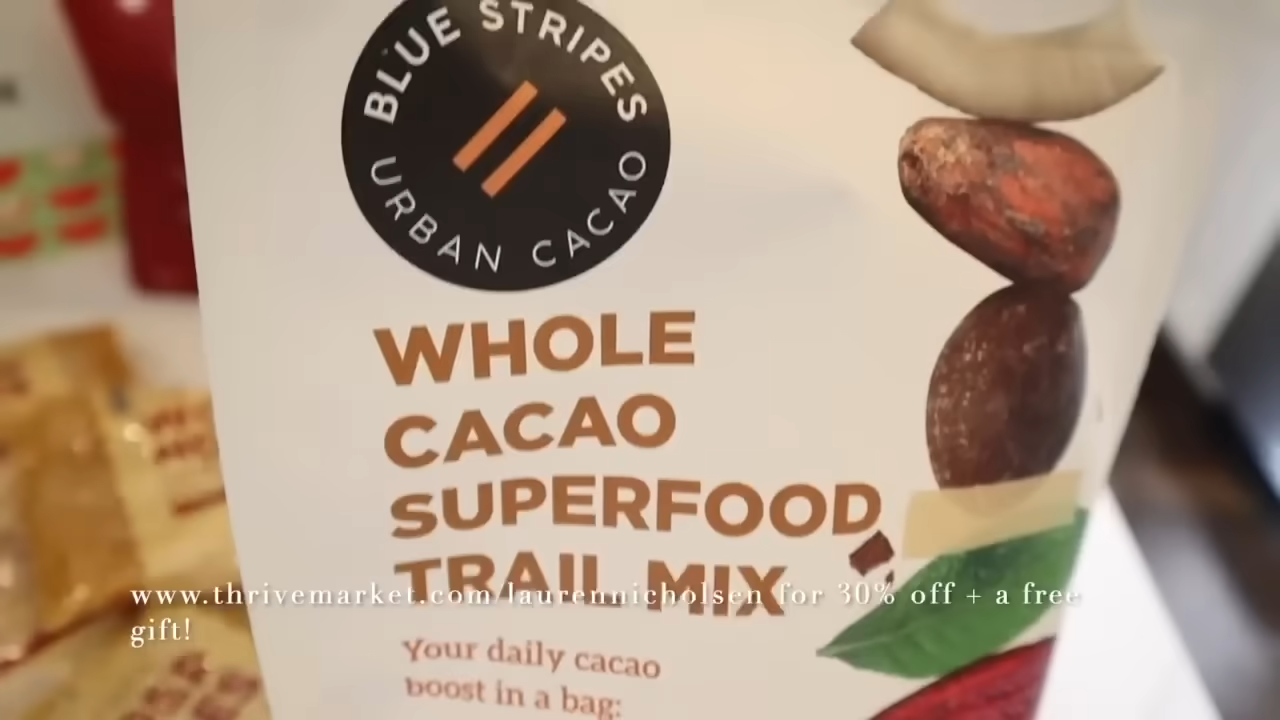 BLUE STRIPES
URBAN CACAO
WHOLE
CACAO
SUPERFOOD
TRAIL MIX
www.thrivemarket.com/laurennicholsen for 30% off + a free
gift!
Your daily cacao
boost in a bag: